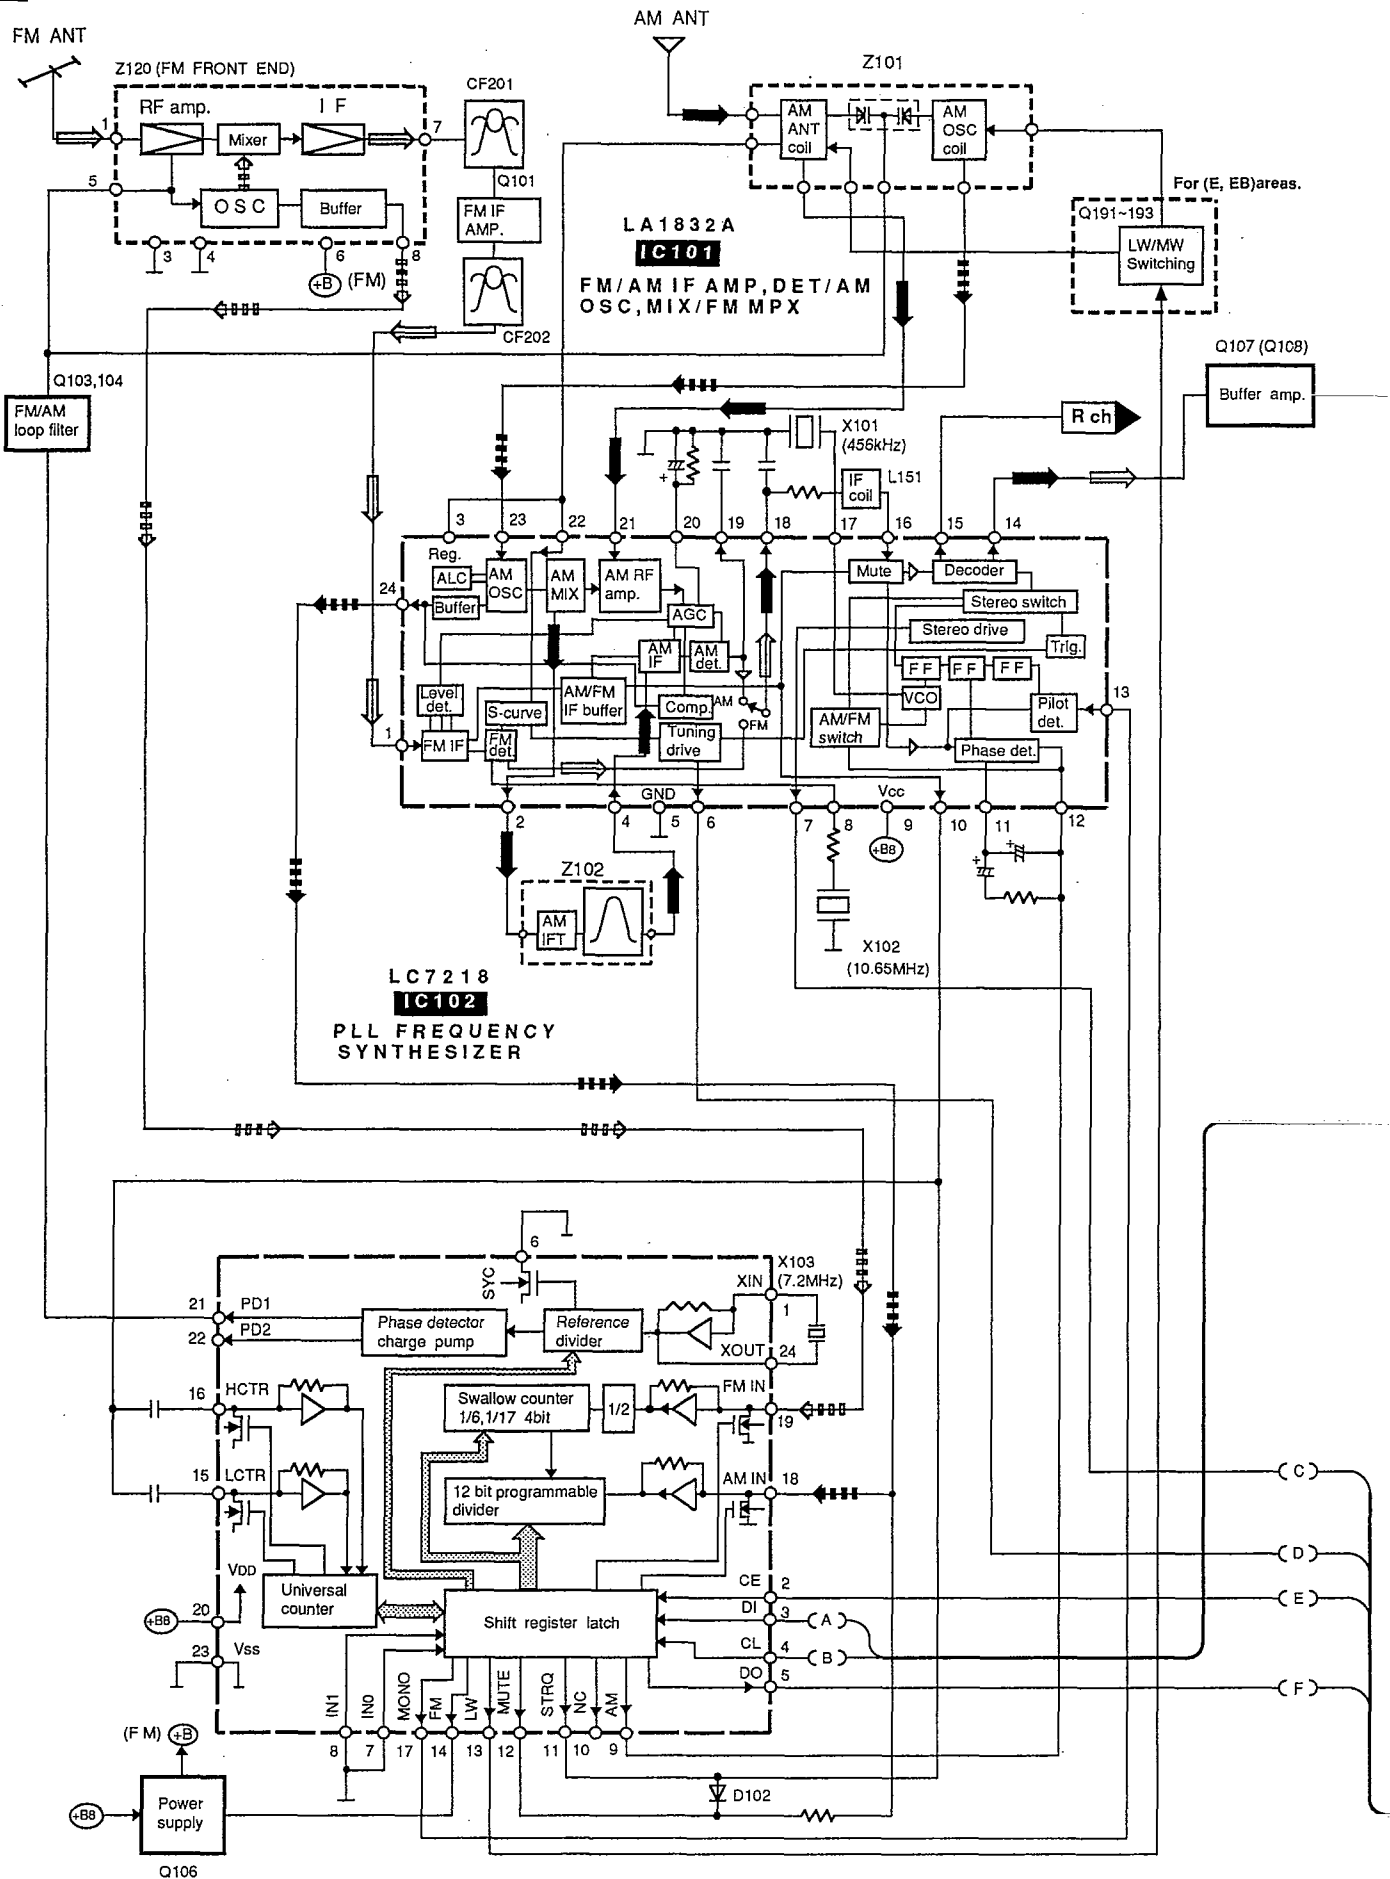 FM ANT
AM ANT
Z120 (FM FRONT END)
CF201
Z101
RF amp.
I F
Mixer
O S C
Buffer
1
7
5
3
4
6
8
+B
(FM)
Q101
FM IF
AMP.
CF202
AM
ANT
coil
AM
OSC
coil
For (E, EB)areas.
Q191~193
LW/MW
Switching
LA1832A
IC101
FM/AM IF AMP,DET/AM
OSC,MIX/FM MPX
Q103,104
FM/AM
loop filter
Q107 (Q108)
Buffer amp.
R ch
X101
(456kHz)
IF
coil
L151
+
3
23
22
21
20
19
18
17
16
15
14
Reg.
ALC
AM
OSC
AM
MIX
AM RF
amp.
Mute
Decoder
24
Buffer
AGC
Stereo switch
Stereo drive
AM
IF
AM
det.
Trig.
F F
F F
F F
Level
det.
S-curve
AM/FM
IF buffer
Comp.
AM
FM
VCO
Pilot
det.
13
1
FM IF
FM
det.
Tuning
drive
AM/FM
switch
Phase det.
GND
Vcc
2
4
5
6
7
8
9
10
11
12
+B8
+
+
Z102
AM
IFT
X102
(10.65MHz)
LC7218
IC102
PLL FREQUENCY
SYNTHESIZER
6
SYC
X103
(7.2MHz)
XIN
1
21
PD1
22
PD2
Phase detector
charge pump
Reference
divider
XOUT
24
16
HCTR
Swallow counter
1/6,1/17 4bit
1/2
FM IN
19
15
LCTR
12 bit programmable
divider
AM IN
18
VDD
Universal
counter
Shift register latch
+B8
20
23
Vss
CE
2
DI
3
CL
4
DO
5
A
B
C
D
E
F
IN1
IN0
MONO
FM
LW
MUTE
STRQ
NC
AM
8
7
17
14
13
12
11
10
9
(F M)
+B
+B8
Power
supply
Q106
D102